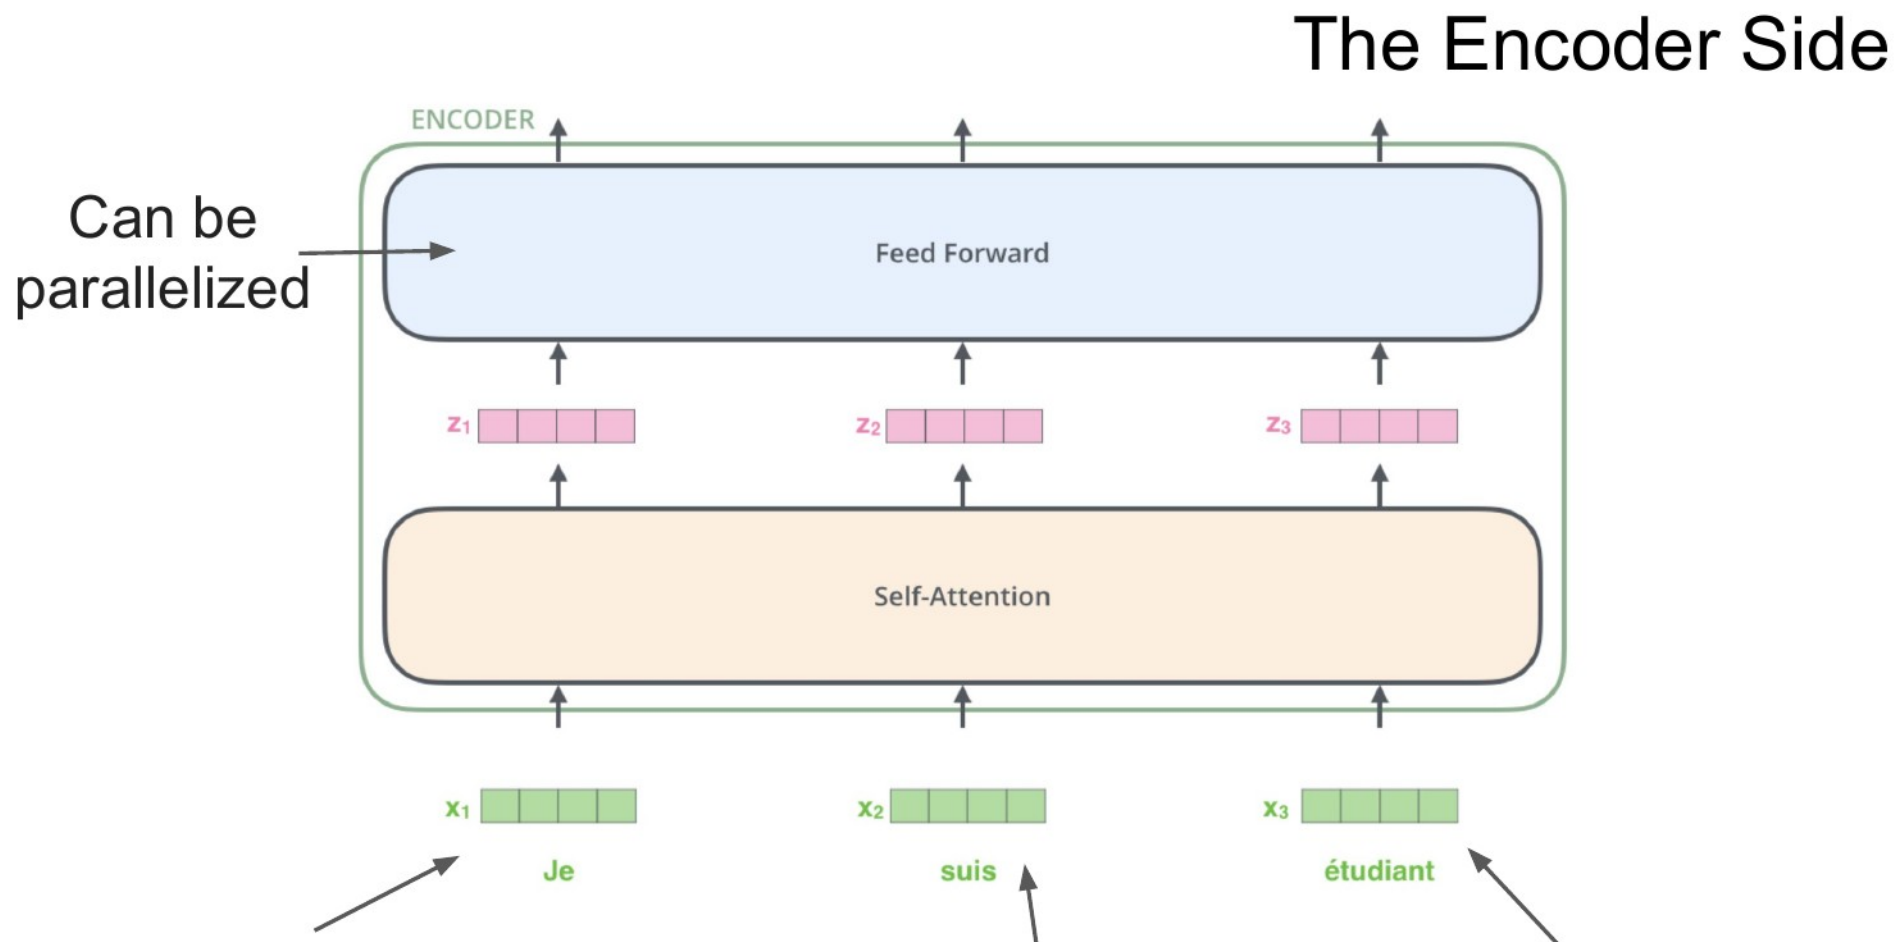 The Encoder Side
ENCODER
Can be
parallelized
Feed Forward
z₁ z₂ z₃
Self-Attention
x₁ x₂ x₃
Je suis étudiant